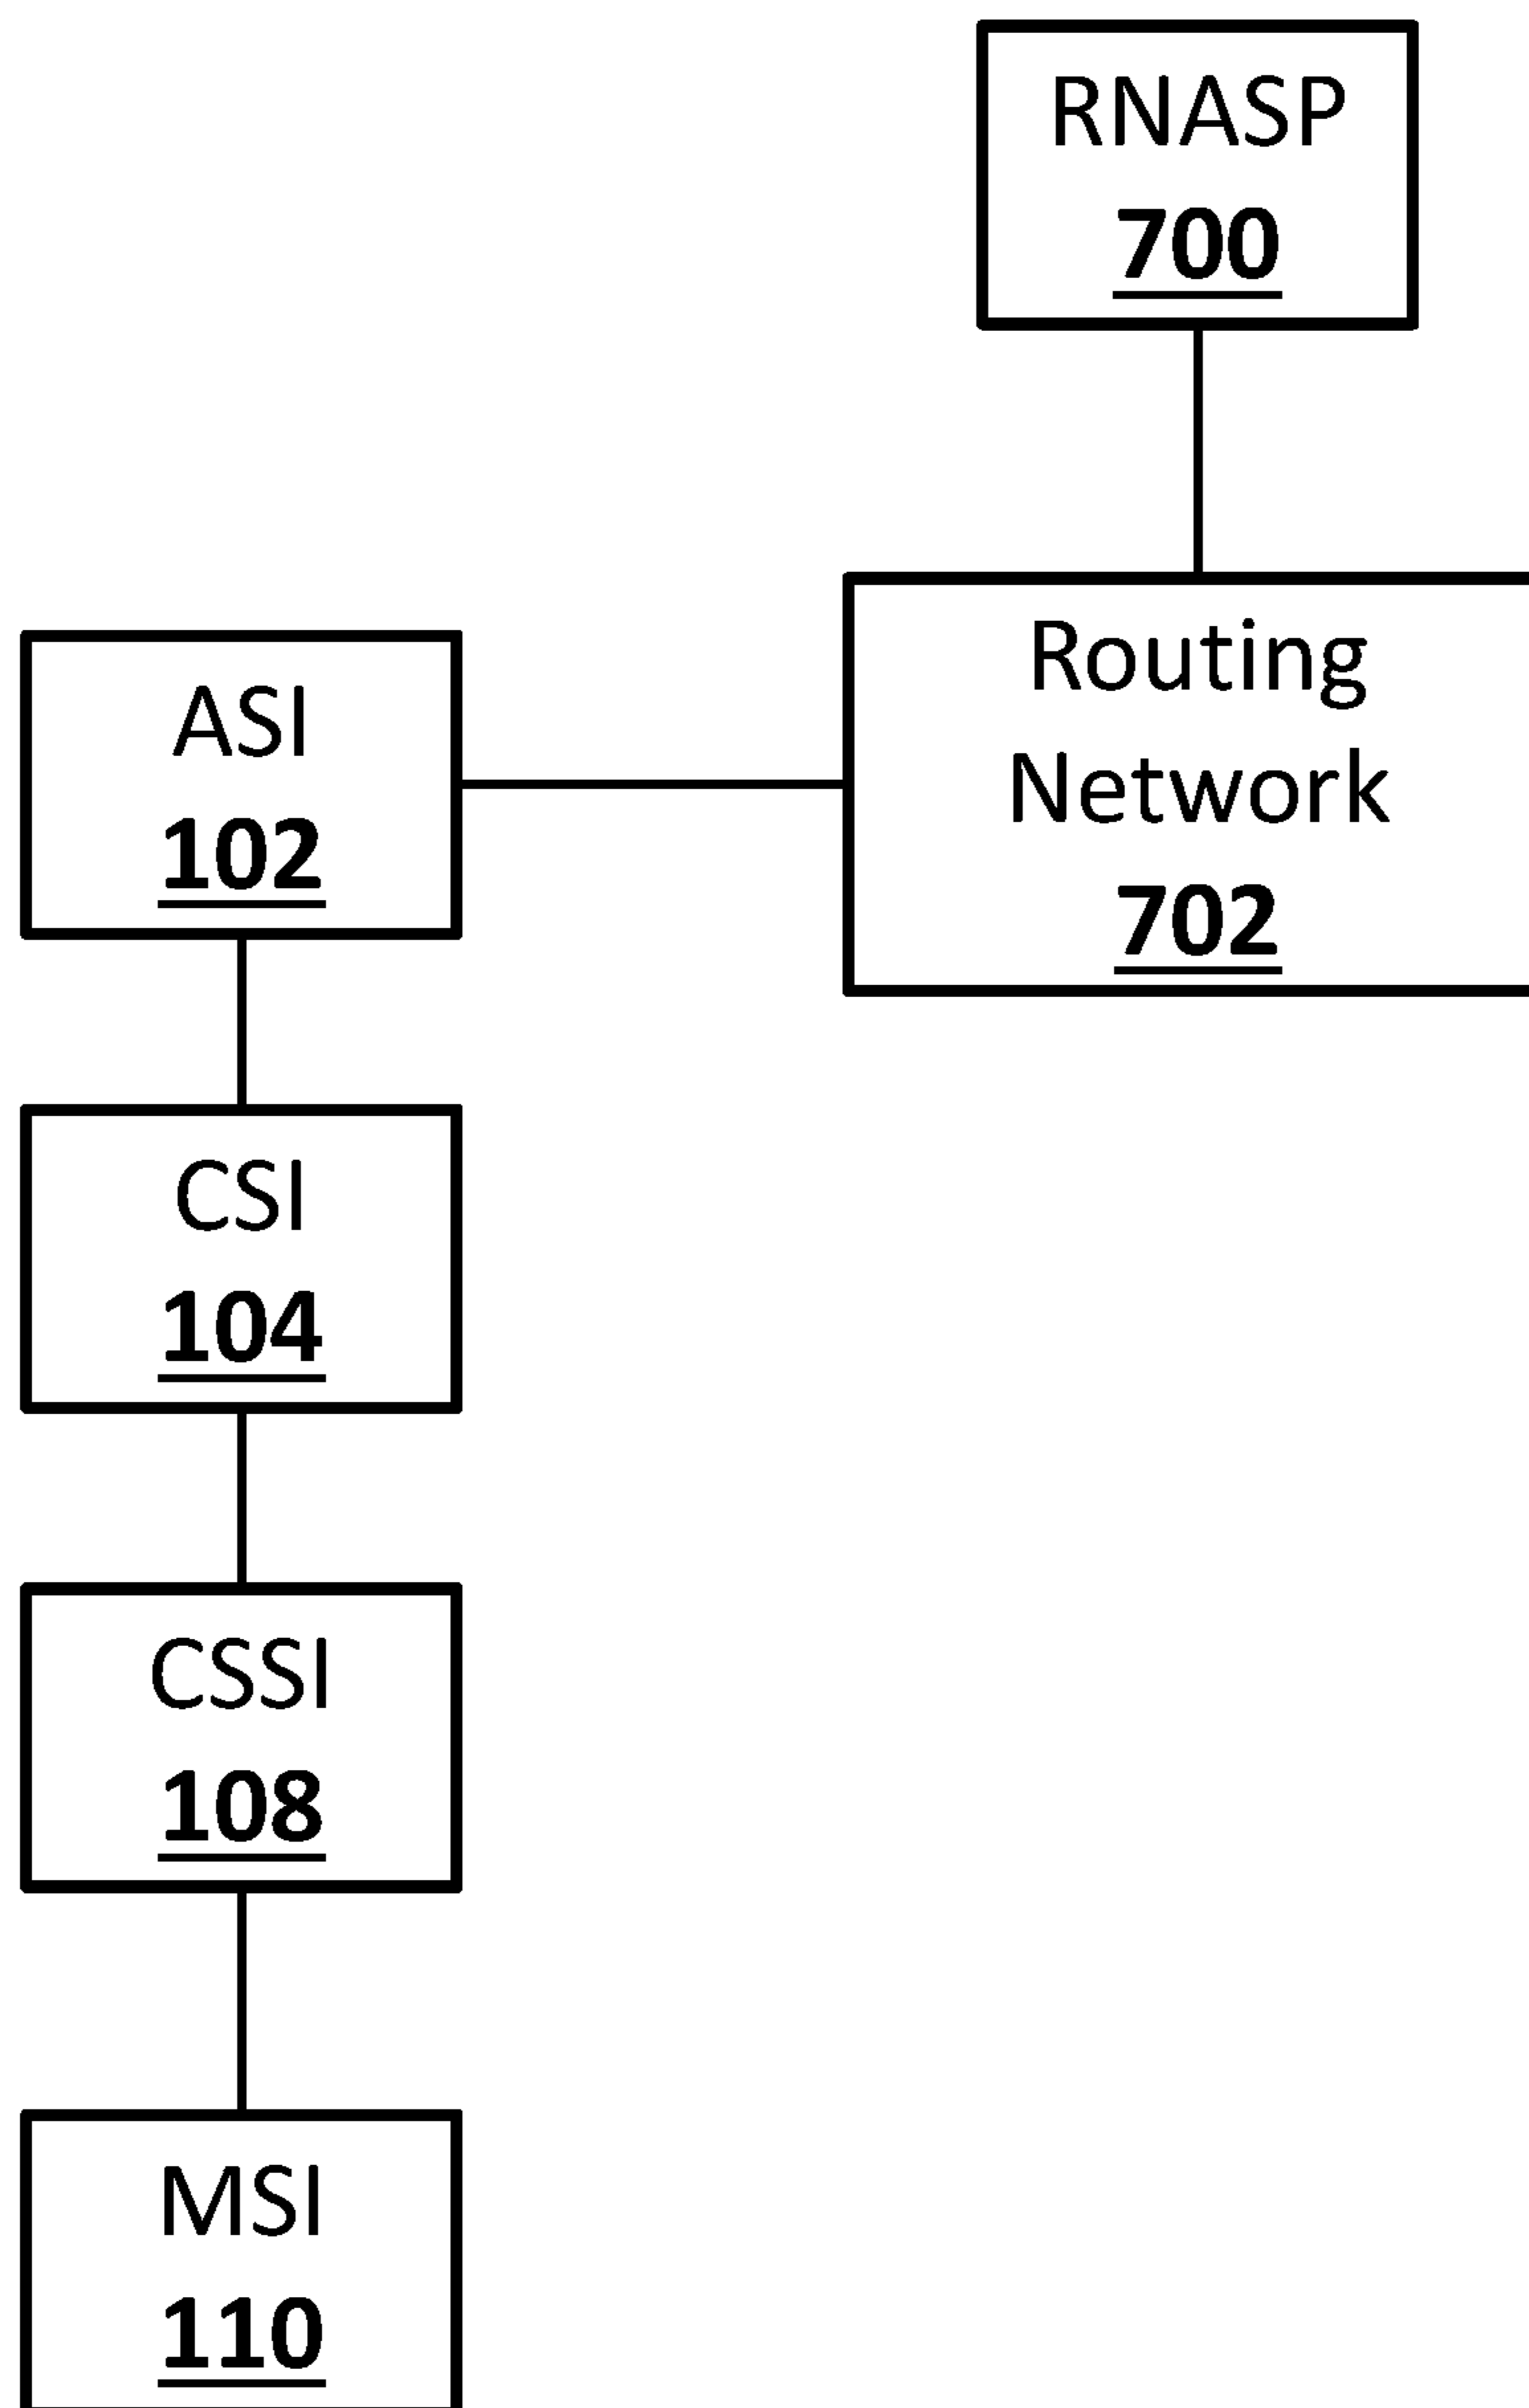 RNASP
700
Routing
Network
702
ASI
102
CSI
104
CSSI
108
MSI
110